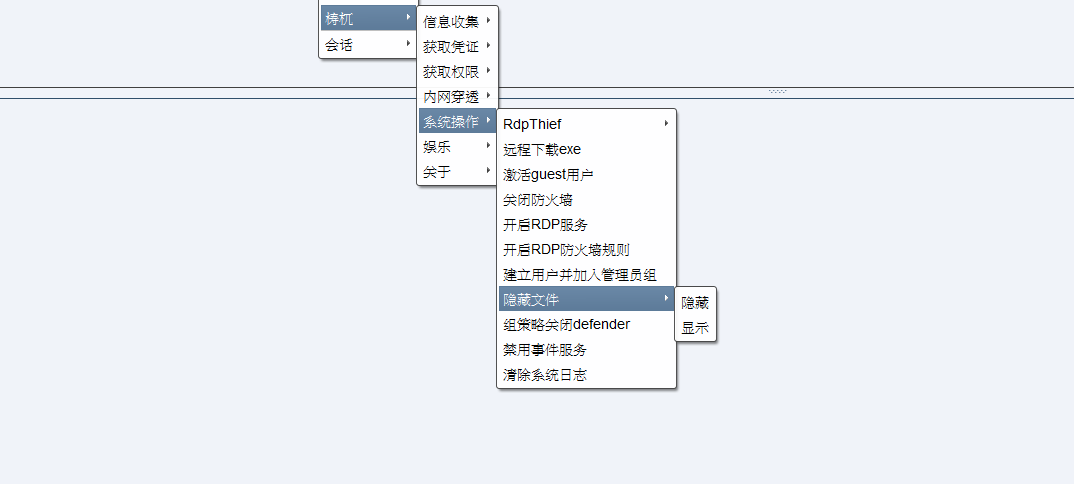 梼杌
会话
信息收集
获取凭证
获取权限
内网穿透
系统操作
娱乐
关于
RdpThief
远程下载exe
激活guest用户
关闭防火墙
开启RDP服务
开启RDP防火墙规则
建立用户并加入管理员组
隐藏文件
组策略关闭defender
禁用事件服务
清除系统日志
隐藏
显示